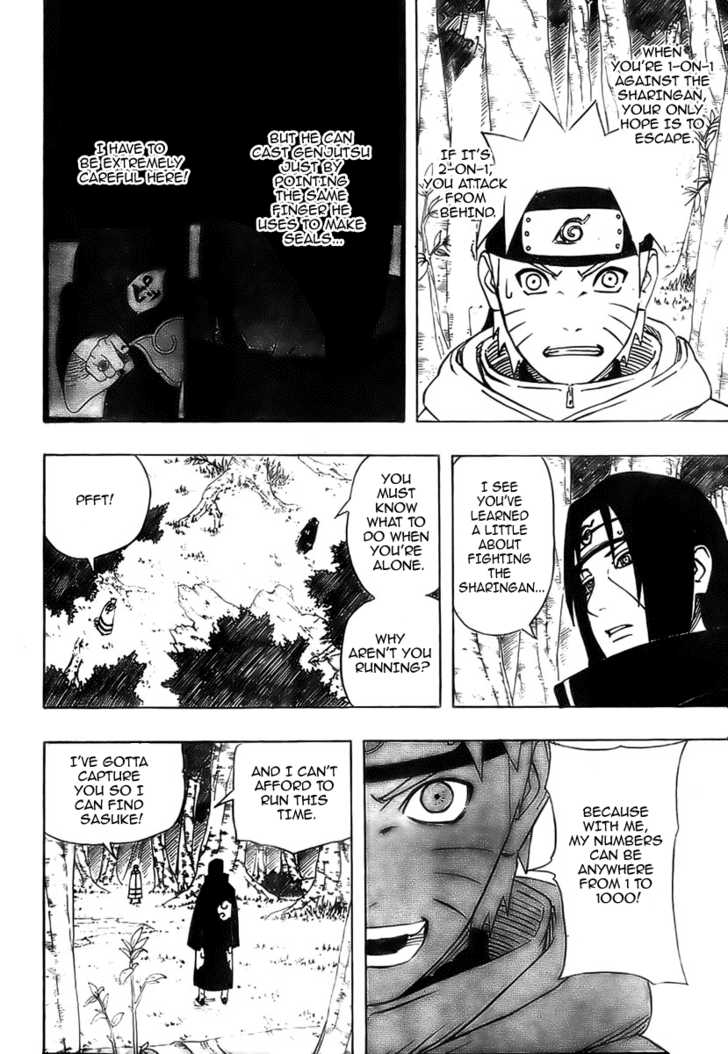 WHEN
YOU'RE 1-ON-1
AGAINST THE
SHARINGAN,
YOUR ONLY
HOPE IS TO
ESCAPE.
IF IT'S
2-ON-1,
YOU ATTACK
FROM
BEHIND.
BUT HE CAN
CAST GENJUTSU
JUST BY
POINTING
THE SAME
FINGER HE
USES TO MAKE
SEALS...
I HAVE TO
BE EXTREMELY
CAREFUL HERE!
I SEE
YOU'VE
LEARNED
A LITTLE
ABOUT
FIGHTING
THE
SHARINGAN...
YOU
MUST
KNOW
WHAT TO
DO WHEN
YOU'RE
ALONE.
WHY
AREN'T YOU
RUNNING?
PFFT!
BECAUSE
WITH ME,
MY NUMBERS
CAN BE
ANYWHERE
FROM 1 TO
1000!
AND I CAN'T
AFFORD TO
RUN THIS
TIME.
I'VE GOTTA
CAPTURE
YOU SO I
CAN FIND
SASUKE!